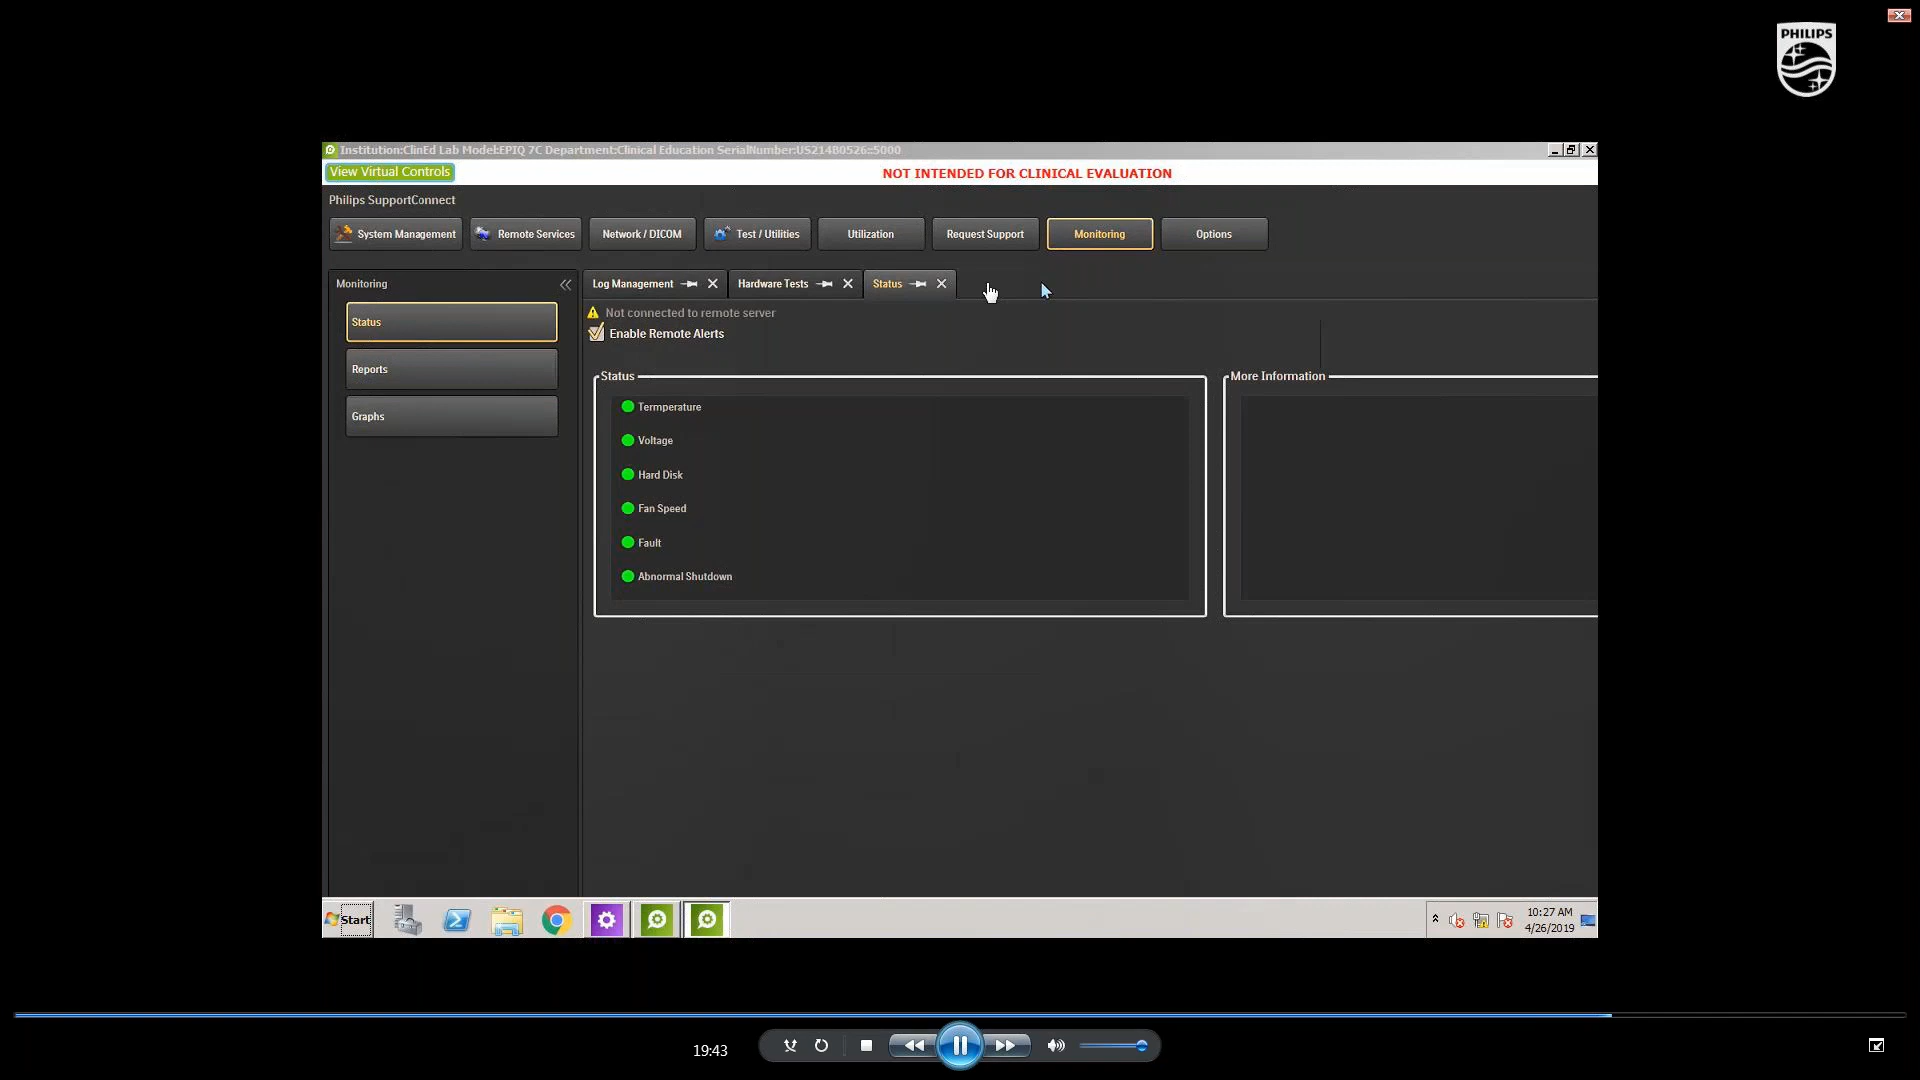 PHILIPS
Institution:ClinEd Lab Model:EPIQ 7C Department:Clinical Education SerialNumber:US214B0526::5000
View Virtual Controls
NOT INTENDED FOR CLINICAL EVALUATION
Philips SupportConnect
System Management
Remote Services
Network / DICOM
Test / Utilities
Utilization
Request Support
Monitoring
Options
Monitoring
Log Management
Hardware Tests
Status
Status
Reports
Graphs
Not connected to remote server
Enable Remote Alerts
Status
Termperature
Voltage
Hard Disk
Fan Speed
Fault
Abnormal Shutdown
More Information
Start
10:27 AM
4/26/2019
19:43